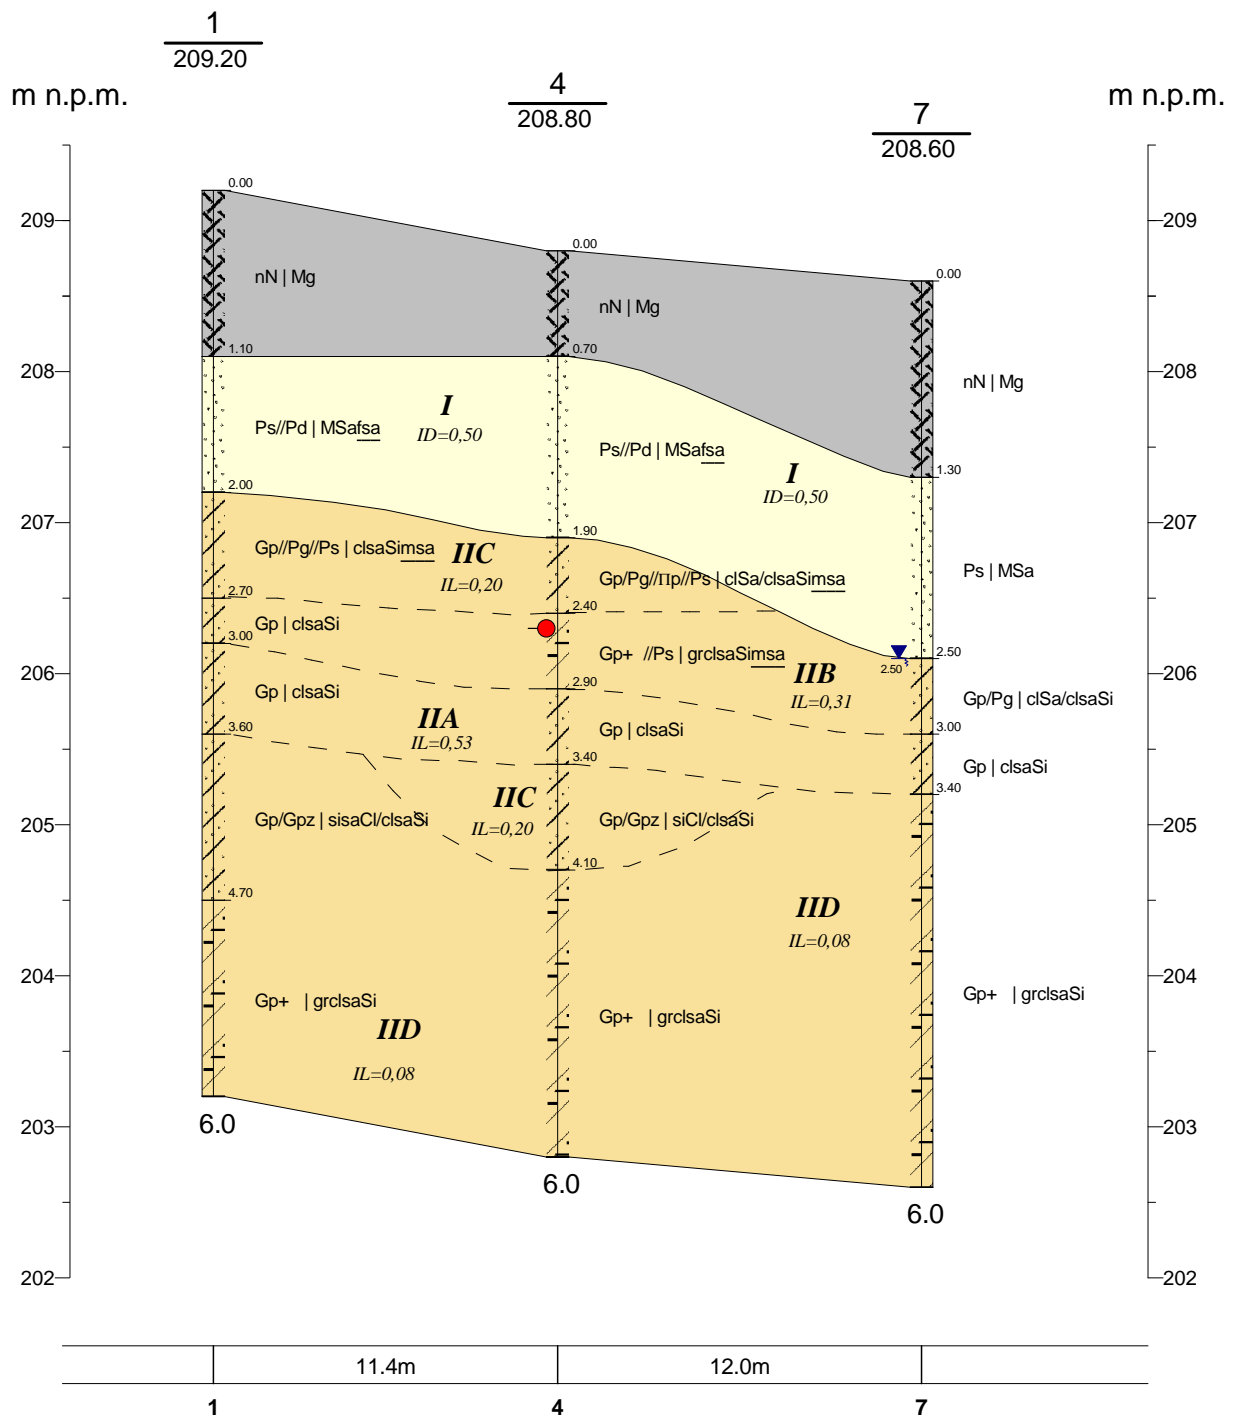 1
209.20
m n.p.m.
4
208.80
m n.p.m.
7
208.60
0.00
209
209
0.00
nN | Mg
0.00
nN | Mg
1.10
0.70
208
208
nN | Mg
I
Ps//Pd | MSafsa
ID=0,50
Ps//Pd | MSafsa
I
1.30
ID=0,50
2.00
207
207
1.90
Gp//Pg//Ps | clsaSimsa
IIC
Ps | MSa
IL=0,20
Gp/Pg//Πp//Ps | clSa/clsaSimsa
2.70
2.40
Gp | clsaSi
3.00
Gp+ //Ps | grclsaSimsa
2.50
2.50
206
206
IIB
Gp | clsaSi
2.90
IL=0,31
Gp/Pg | clSa/clsaSi
IIA
3.60
IL=0,53
Gp | clsaSi
3.00
3.40
Gp | clsaSi
3.40
IIC
205
205
Gp/Gpz | sisaCl/clsaSi
IL=0,20
Gp/Gpz | siCl/clsaSi
4.10
4.70
IID
IL=0,08
204
204
Gp+ | grclsaSi
Gp+ | grclsaSi
Gp+ | grclsaSi
IID
IL=0,08
6.0
203
203
6.0
6.0
202
202
11.4m
12.0m
1
4
7